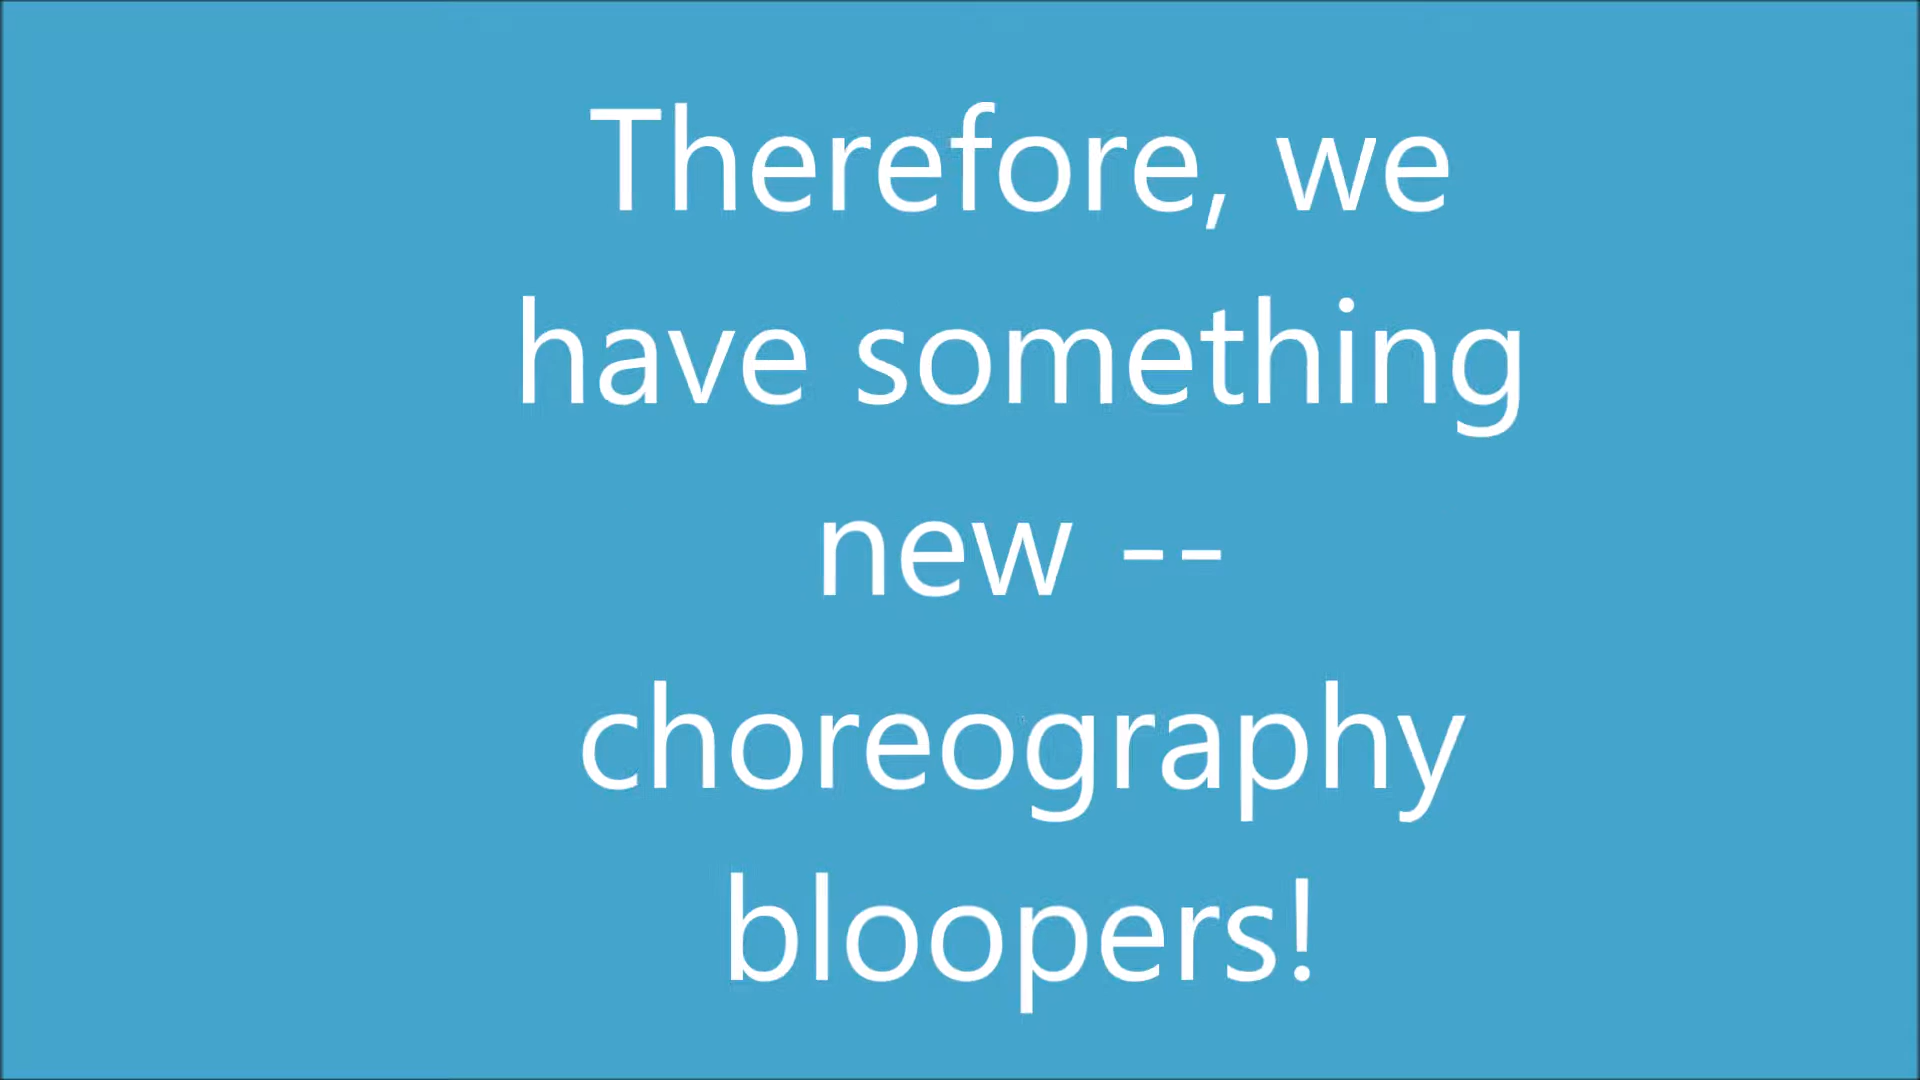 Therefore, we
have something
new --
choreography
bloopers!